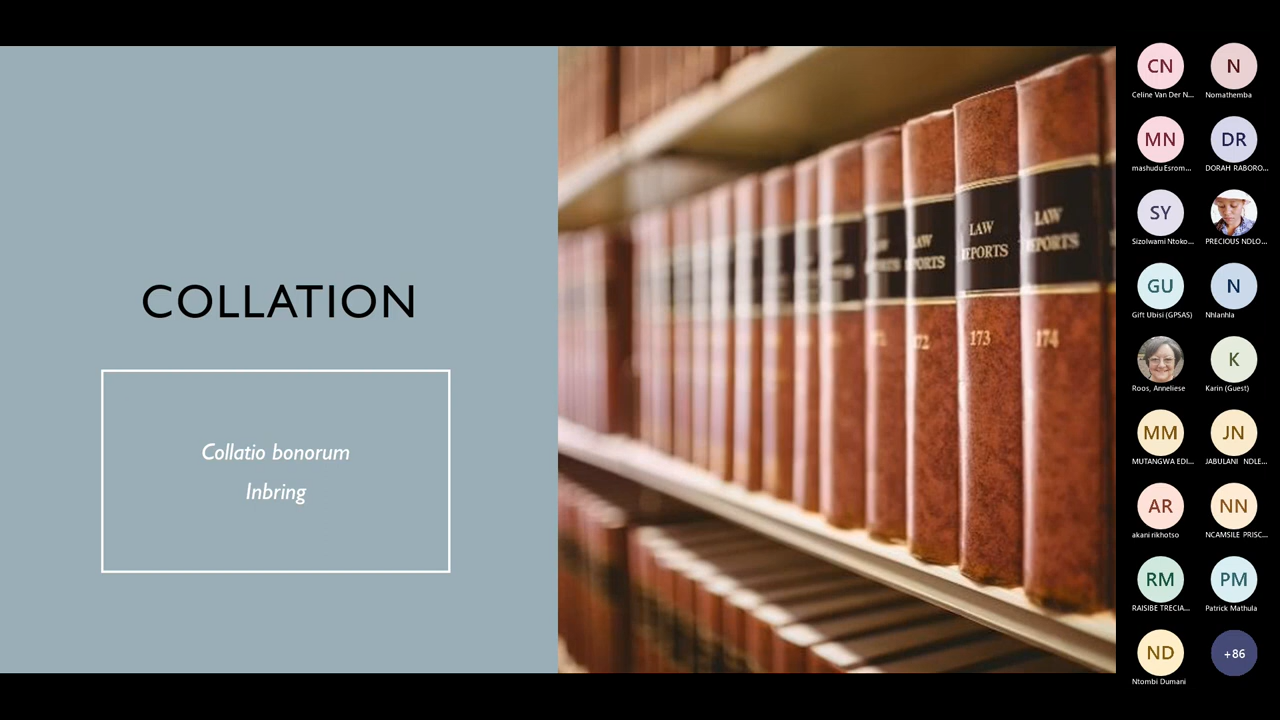 COLLATION
Collatio bonorum
Inbring
LAW
REPORTS
173
LAW
REPORTS
174
CN
Celine Van Der N...
N
Nomathemba
MN
mashudu Esrom...
DR
DORAH RABORO...
SY
Sizolwami Ntoko...
PRECIOUS NDLO...
GU
Gift Ubisi (GPSAS)
N
Nhlanhla
Roos, Anneliese
K
Karin (Guest)
MM
MUTANGWA EDI...
JN
JABULANI NDLE...
AR
akani rikhotso
NN
NCAMSILE PRISC...
RM
RAISIBE TRECIA...
PM
Patrick Mathula
ND
Ntombi Dumani
+86